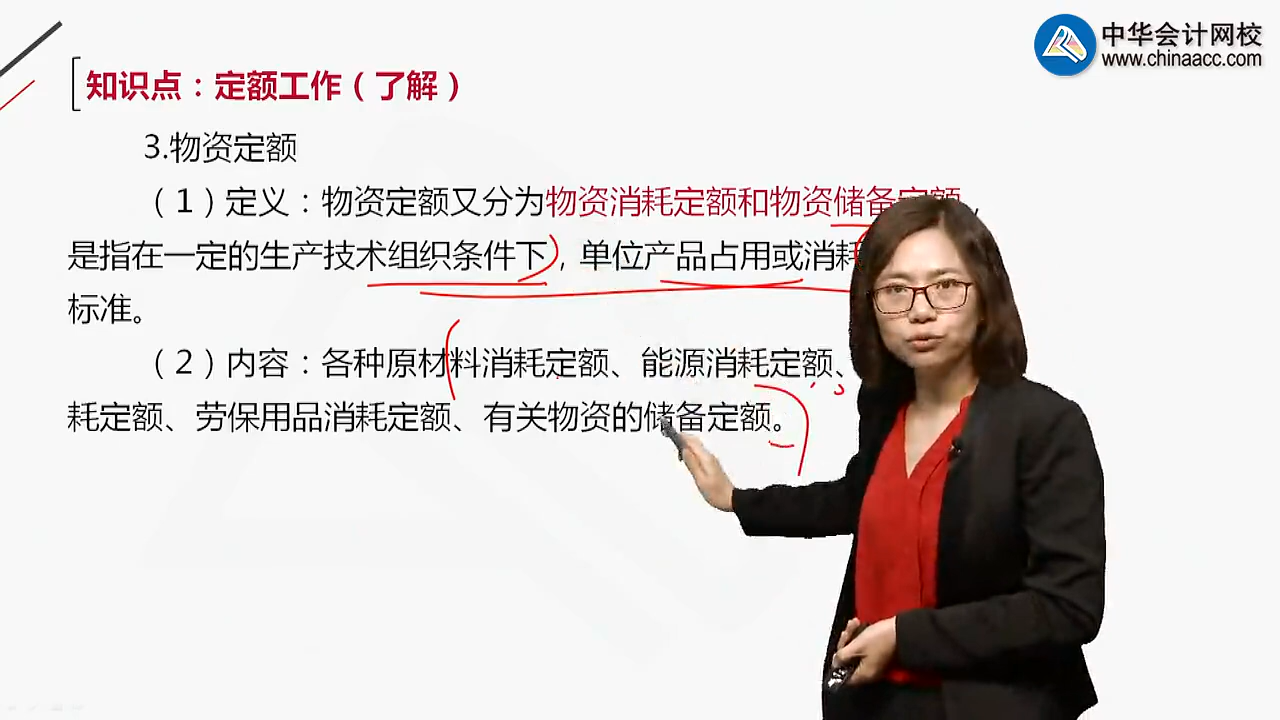 中华会计网校
www.chinaacc.com
知识点：定额工作（了解）
3.物资定额
（1）定义：物资定额又分为物资消耗定额和物资储备定额，
是指在一定的生产技术组织条件下，单位产品占用或消耗
标准。
（2）内容：各种原材料消耗定额、能源消耗定额、
耗定额、劳保用品消耗定额、有关物资的储备定额。